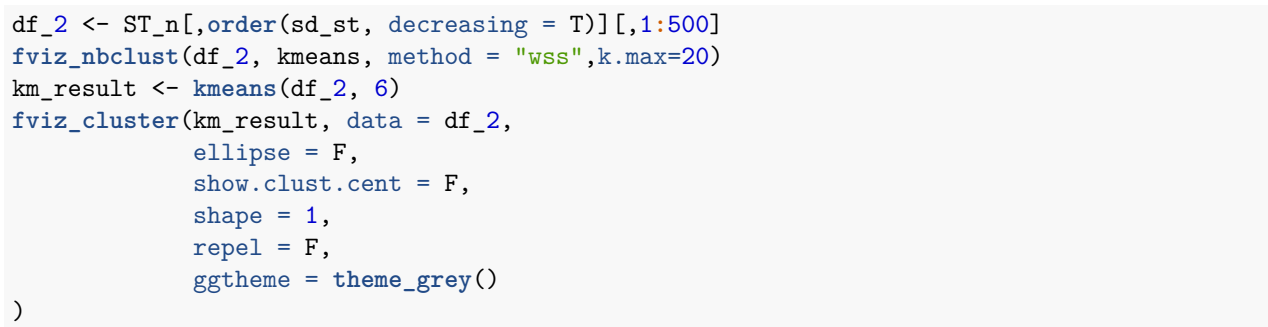 df_2 <- ST_n[,order(sd_st, decreasing = T)][,1:500]
fviz_nbclust(df_2, kmeans, method = "wss",k.max=20)
km_result <- kmeans(df_2, 6)
fviz_cluster(km_result, data = df_2,
             ellipse = F,
             show.clust.cent = F,
             shape = 1,
             repel = F,
             ggtheme = theme_grey()
)